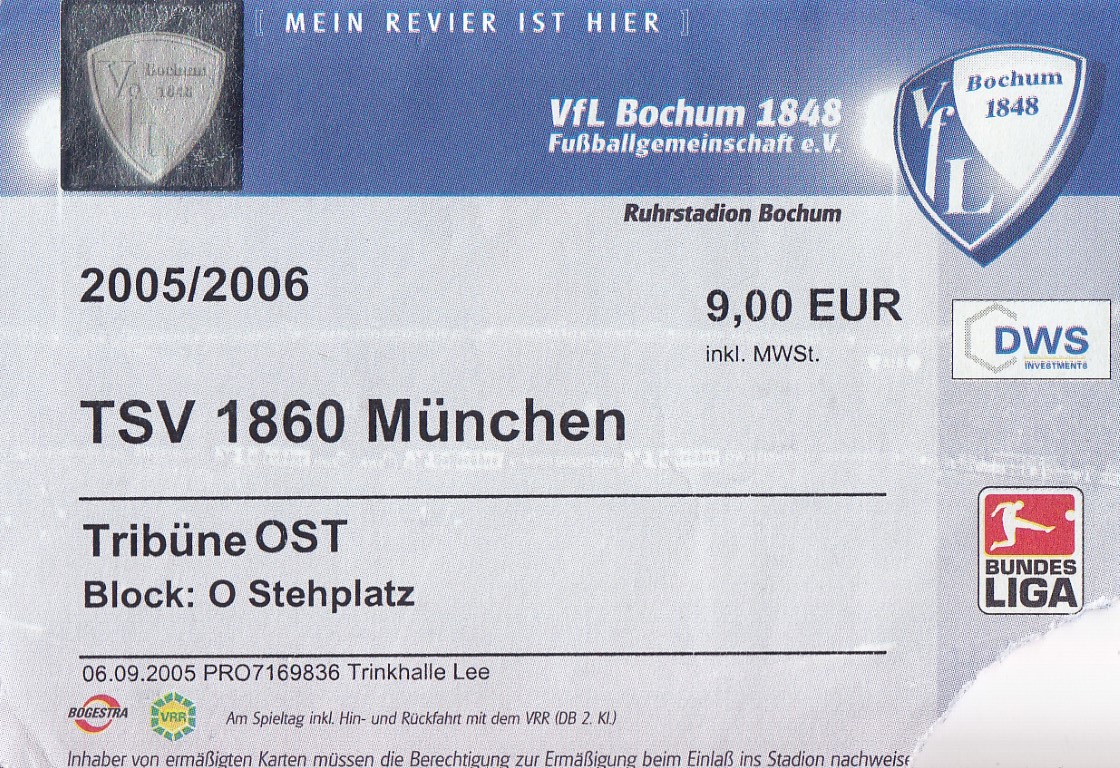 [ MEIN REVIER IST HIER ]
Vo Bochum
1848
L
VfL Bochum 1848
Fußballgemeinschaft e.V.
VfL Bochum
1848
Ruhrstadion Bochum
2005/2006
9,00 EUR
inkl. MWSt.
DWS
INVESTMENTS
TSV 1860 München
Tribüne OST
Block: O Stehplatz
BUNDES
LIGA
06.09.2005 PRO7169836 Trinkhalle Lee
BOGESTRA
VRR
Am Spieltag inkl. Hin- und Rückfahrt mit dem VRR (DB 2. Kl.)
Inhaber von ermäßigten Karten müssen die Berechtigung zur Ermäßigung beim Einlaß ins Stadion nachweise